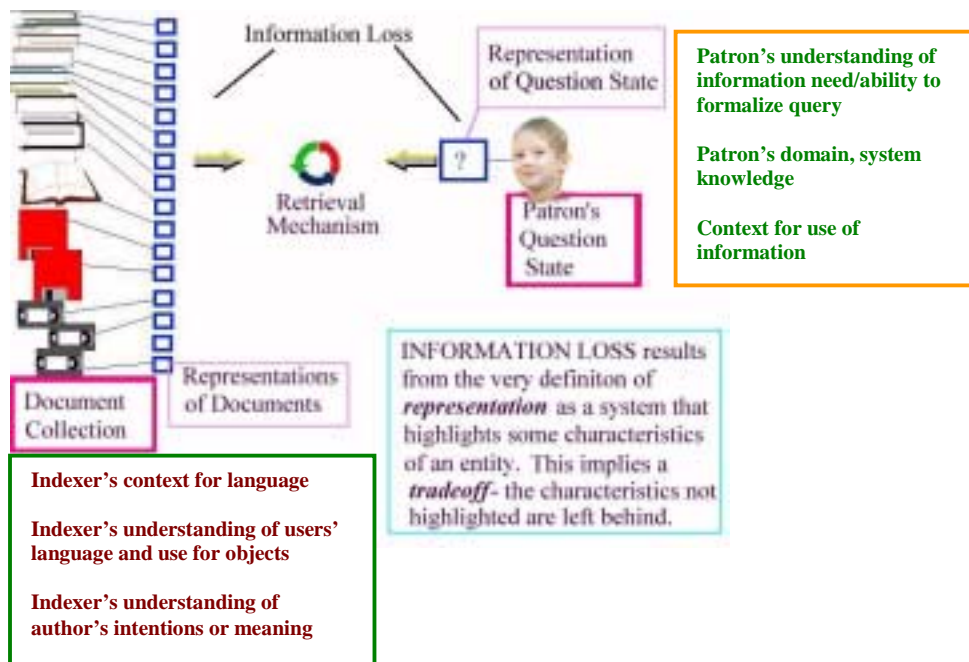 Information Loss
Representation
of Question State
Patron’s understanding of
information need/ability to
formalize query
Patron’s domain, system
knowledge
Context for use of
information
?
Retrieval
Mechanism
Patron's
Question
State
Representations
of Documents
Document
Collection
INFORMATION LOSS results
from the very definiton of
representation as a system that
highlights some characteristics
of an entity. This implies a
tradeoff- the characteristics not
highlighted are left behind.
Indexer’s context for language
Indexer’s understanding of users’
language and use for objects
Indexer’s understanding of
author’s intentions or meaning